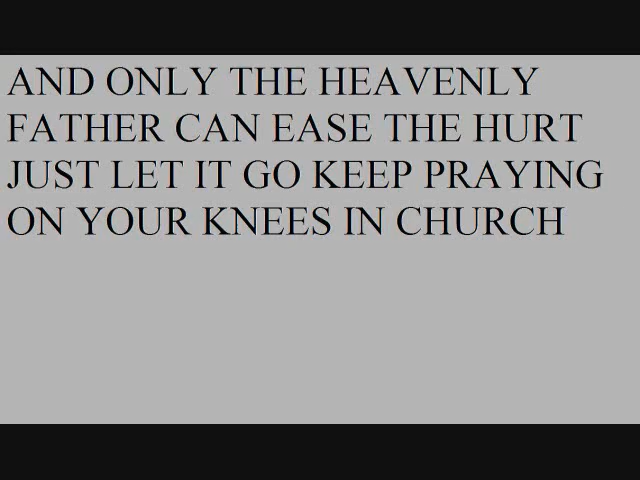 AND ONLY THE HEAVENLY
FATHER CAN EASE THE HURT
JUST LET IT GO KEEP PRAYING
ON YOUR KNEES IN CHURCH